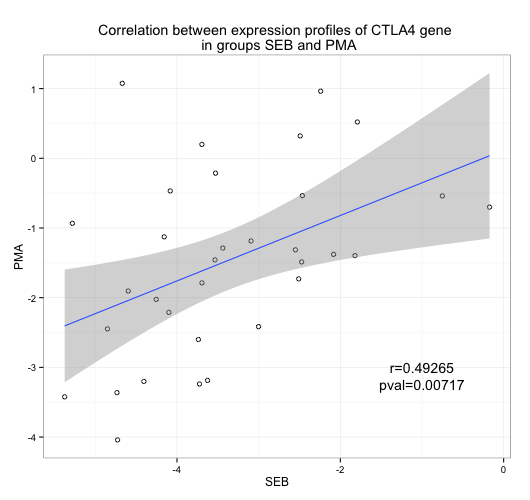 Correlation between expression profiles of CTLA4 gene
in groups SEB and PMA
1
0
-1
-2
-3
-4
PMA
r=0.49265
pval=0.00717
-4
-2
0
SEB